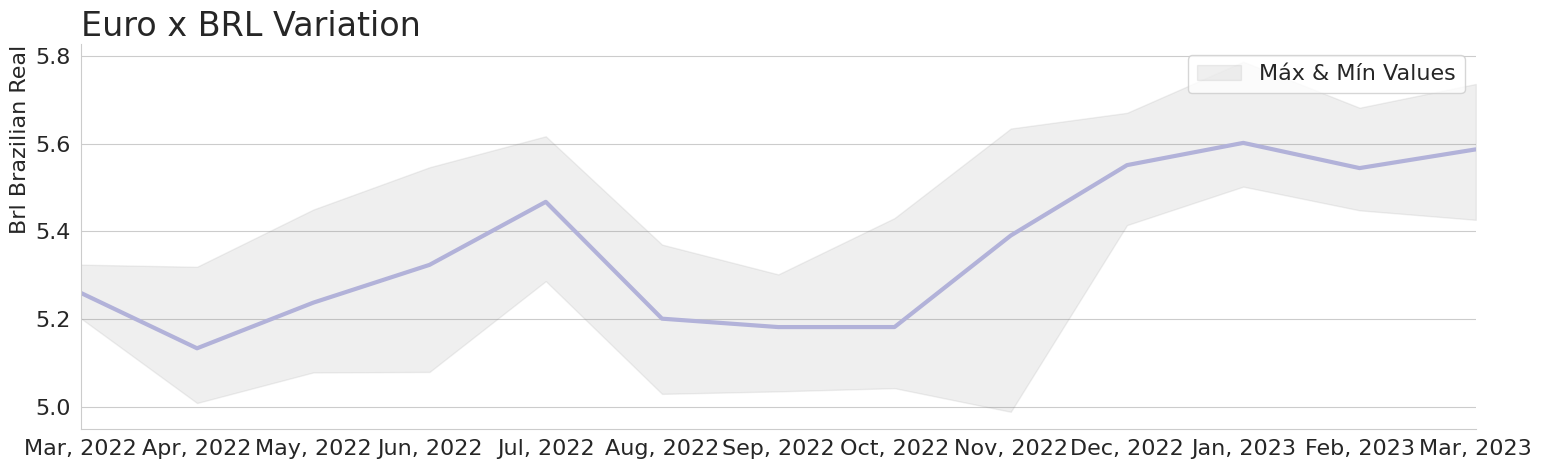 Euro x BRL Variation
Brl Brazilian Real
5.8
5.6
5.4
5.2
5.0
Máx & Mín Values
Mar, 2022 Apr, 2022 May, 2022 Jun, 2022 Jul, 2022 Aug, 2022 Sep, 2022 Oct, 2022 Nov, 2022 Dec, 2022 Jan, 2023 Feb, 2023 Mar, 2023